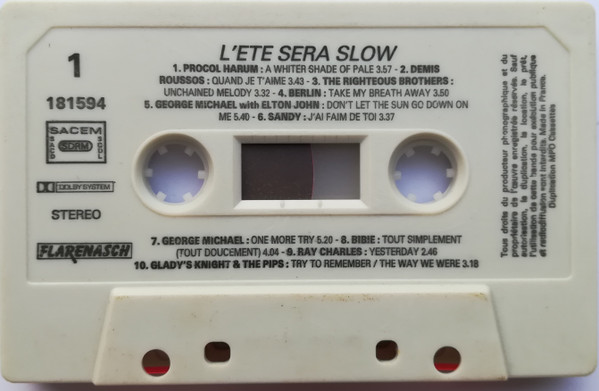 1
181594
SACEM
SACD
SDRM
SGDL
DOLBY SYSTEM
STEREO
FLARENASCH
L'ETE SERA SLOW
1. PROCOL HARUM : A WHITER SHADE OF PALE 3.57 - 2. DEMIS
ROUSSOS : QUAND JE T'AIME 3.43 - 3. THE RIGHTEOUS BROTHERS :
UNCHAINED MELODY 3.32 - 4. BERLIN : TAKE MY BREATH AWAY 3.50
5. GEORGE MICHAEL with ELTON JOHN : DON'T LET THE SUN GO DOWN ON
ME 5.40 - 6. SANDY : J'AI FAIM DE TOI 3.37
7. GEORGE MICHAEL : ONE MORE TRY 5.20 - 8. BIBIE : TOUT SIMPLEMENT
(TOUT DOUCEMENT) 4.04 - 9. RAY CHARLES : YESTERDAY 2.46
10. GLADY'S KNIGHT & THE PIPS : TRY TO REMEMBER / THE WAY WE WERE 3.18
Tous droits du producteur phonographique et du
propriétaire de l'œuvre enregistrée réservés. Sauf
autorisation, la duplication, la location, le prêt,
l'utilisation de cette bande pour exécution publique
et radiodiffusion sont interdits. Made in France.
Duplication MPO Cassettes